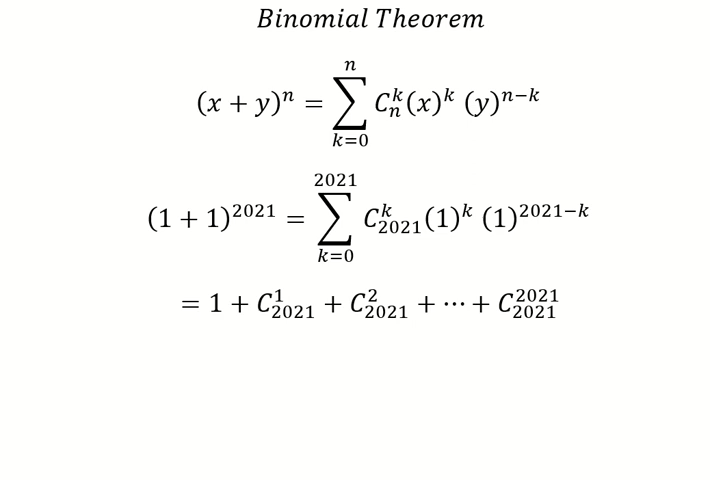 Binomial Theorem
(x + y)ⁿ = ∑_{k=0}^{n} C_n^k (x)^k (y)^{n−k}
(1 + 1)^{2021} = ∑_{k=0}^{2021} C_{2021}^k (1)^k (1)^{2021−k}
= 1 + C_{2021}^1 + C_{2021}^2 + ⋯ + C_{2021}^{2021}